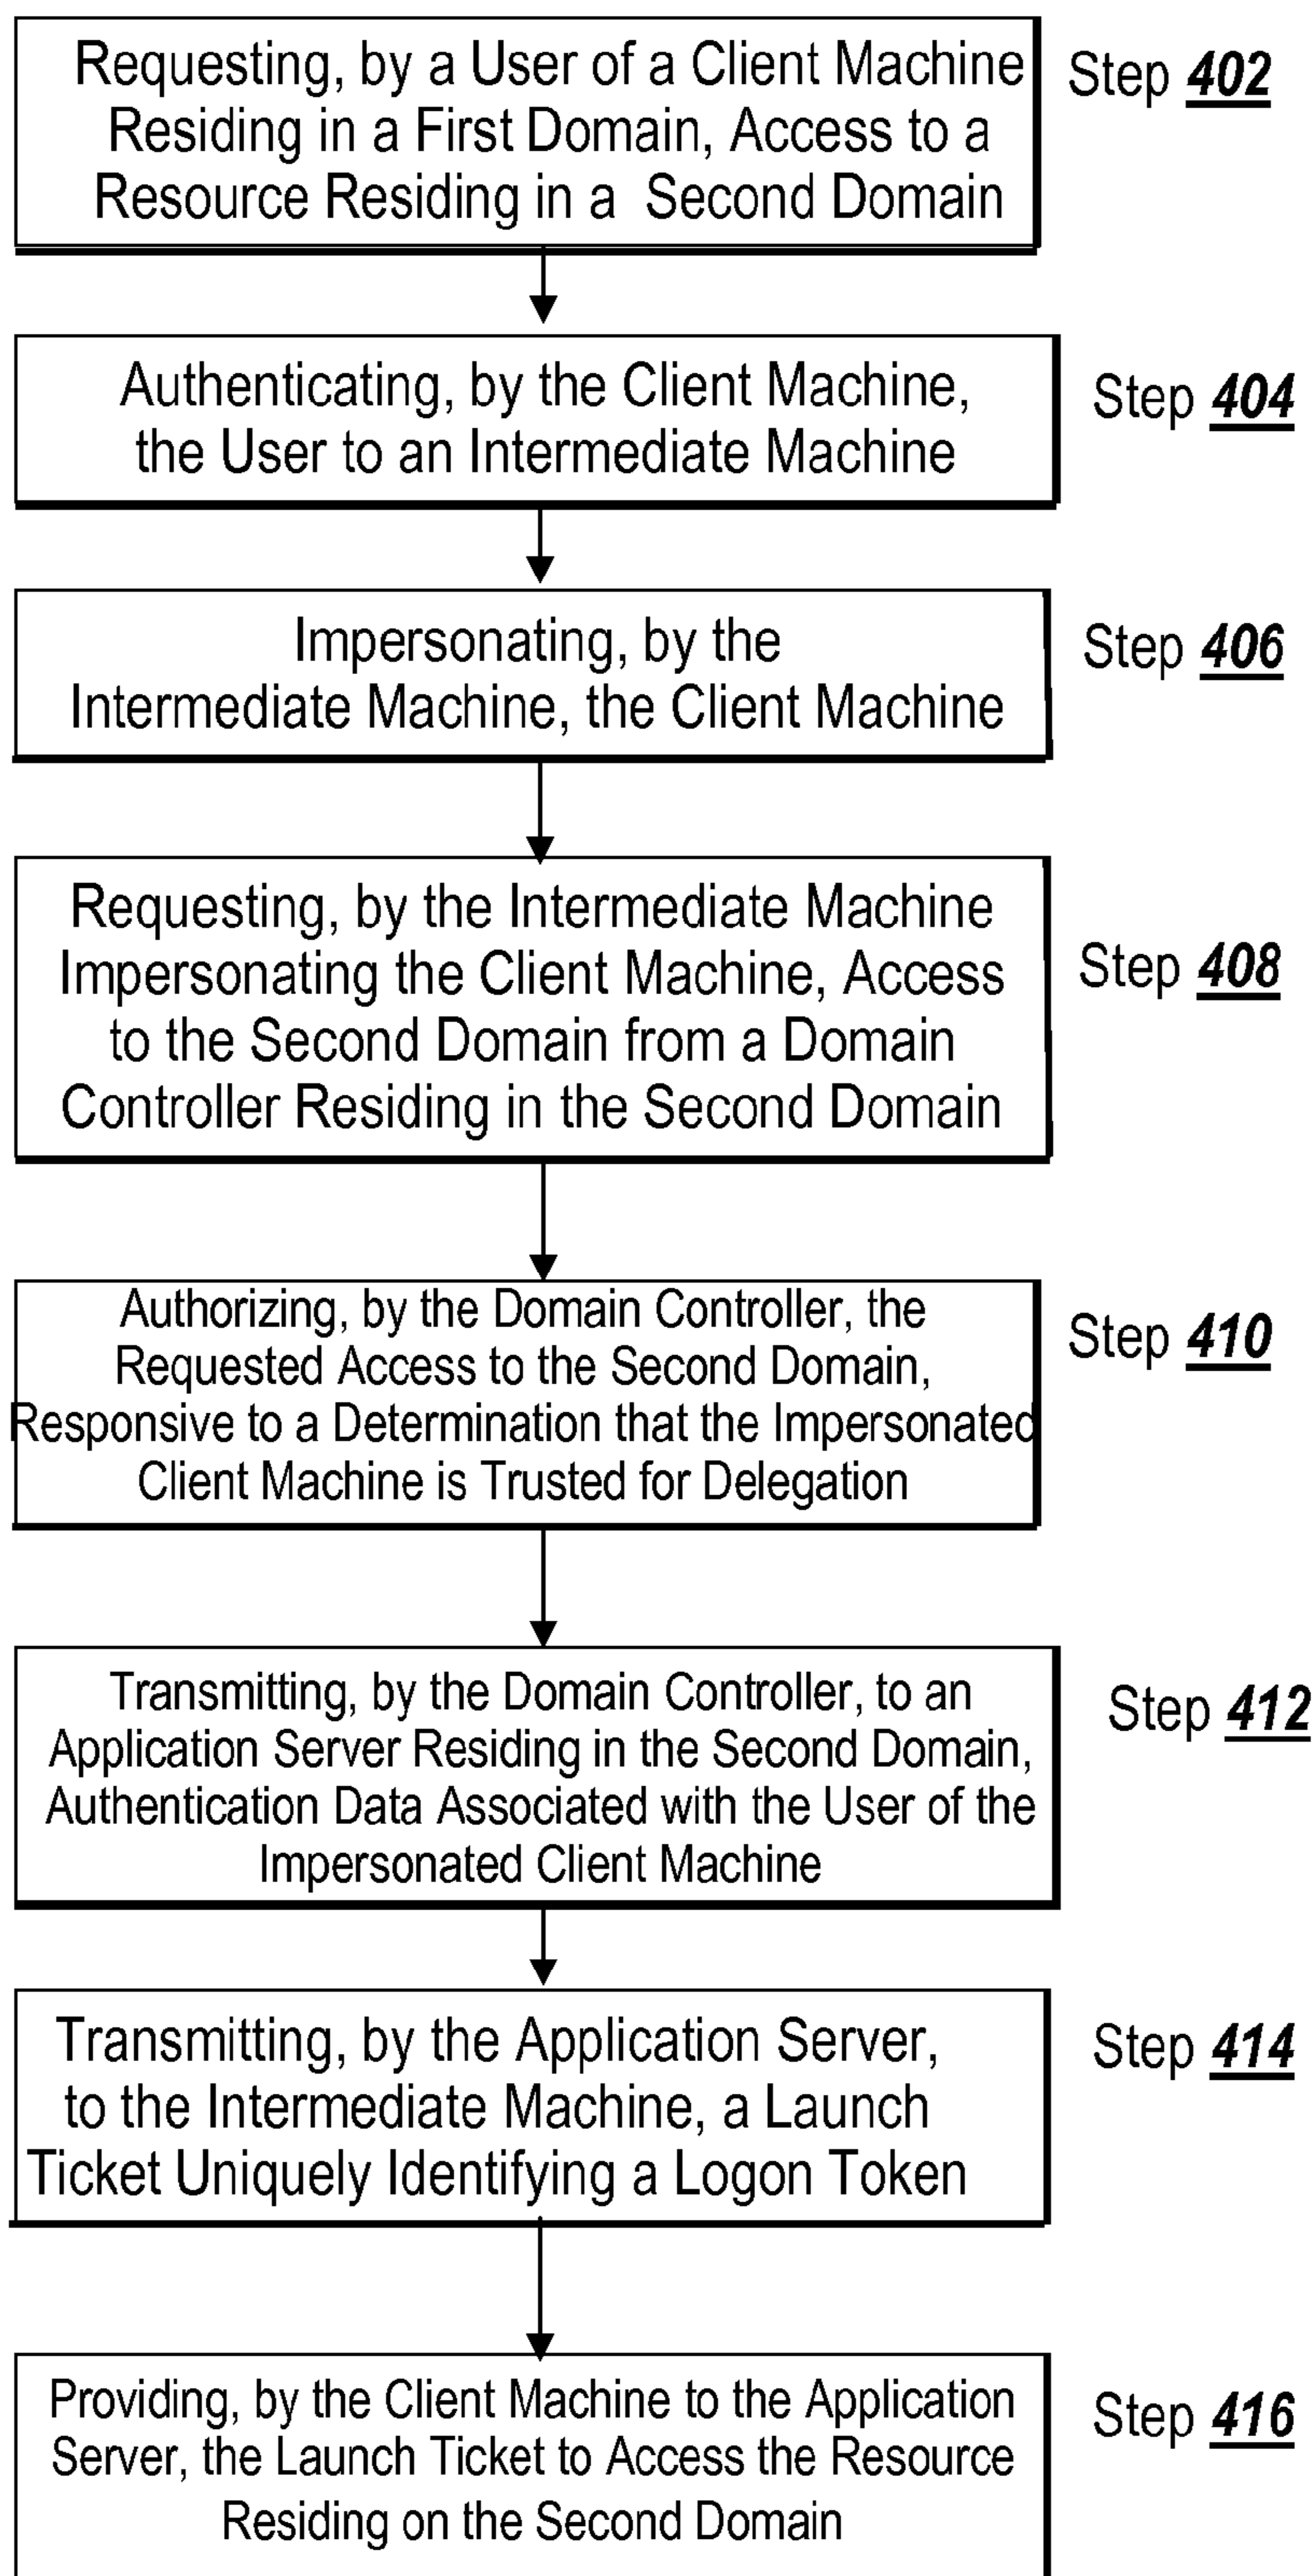 Requesting, by a User of a Client Machine
Residing in a First Domain, Access to a
Resource Residing in a Second Domain
Step 402
Authenticating, by the Client Machine,
the User to an Intermediate Machine
Step 404
Impersonating, by the
Intermediate Machine, the Client Machine
Step 406
Requesting, by the Intermediate Machine
Impersonating the Client Machine, Access
to the Second Domain from a Domain
Controller Residing in the Second Domain
Step 408
Authorizing, by the Domain Controller, the
Requested Access to the Second Domain,
Responsive to a Determination that the Impersonated
Client Machine is Trusted for Delegation
Step 410
Transmitting, by the Domain Controller, to an
Application Server Residing in the Second Domain,
Authentication Data Associated with the User of the
Impersonated Client Machine
Step 412
Transmitting, by the Application Server,
to the Intermediate Machine, a Launch
Ticket Uniquely Identifying a Logon Token
Step 414
Providing, by the Client Machine to the Application
Server, the Launch Ticket to Access the Resource
Residing on the Second Domain
Step 416